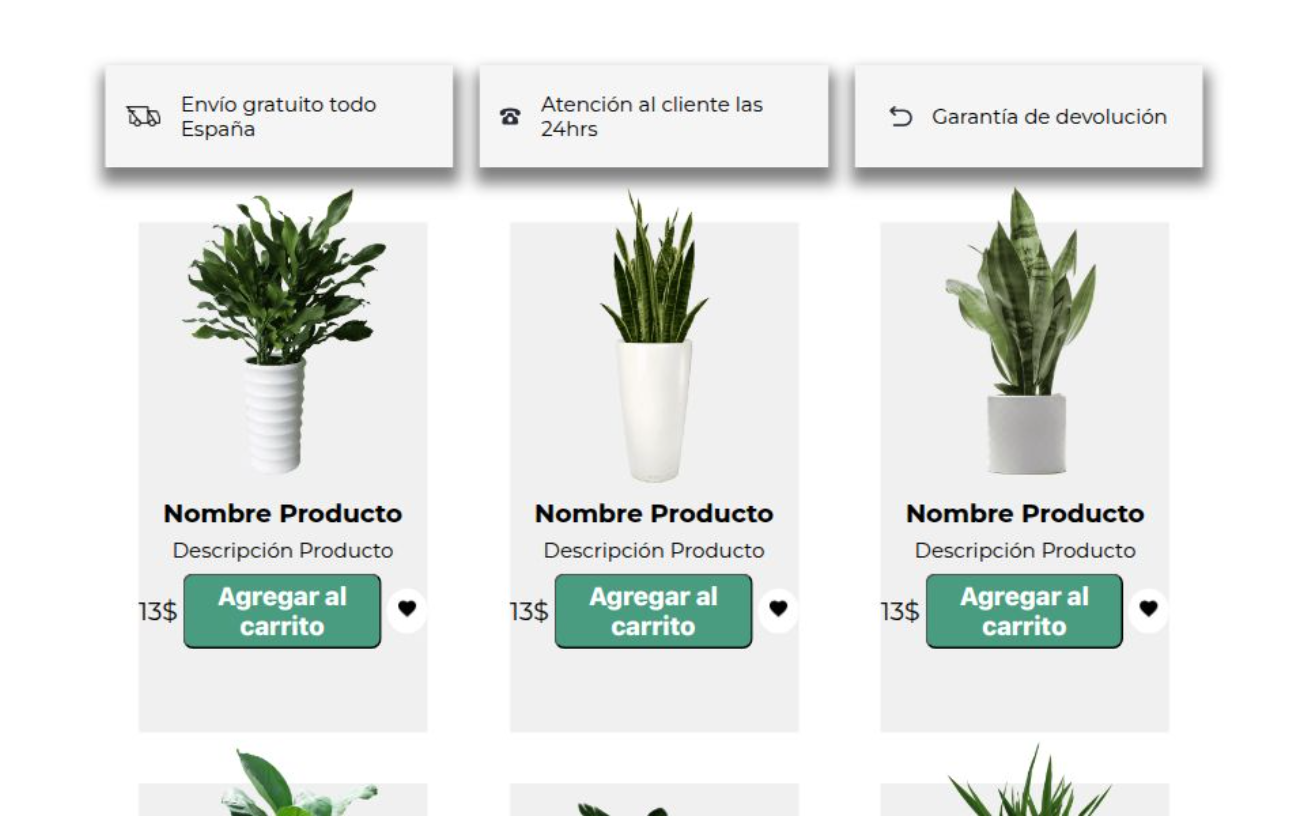 Envío gratuito todo
España
Atención al cliente las
24hrs
Garantía de devolución
Nombre Producto
Descripción Producto
13$
Agregar al
carrito
Nombre Producto
Descripción Producto
13$
Agregar al
carrito
Nombre Producto
Descripción Producto
13$
Agregar al
carrito